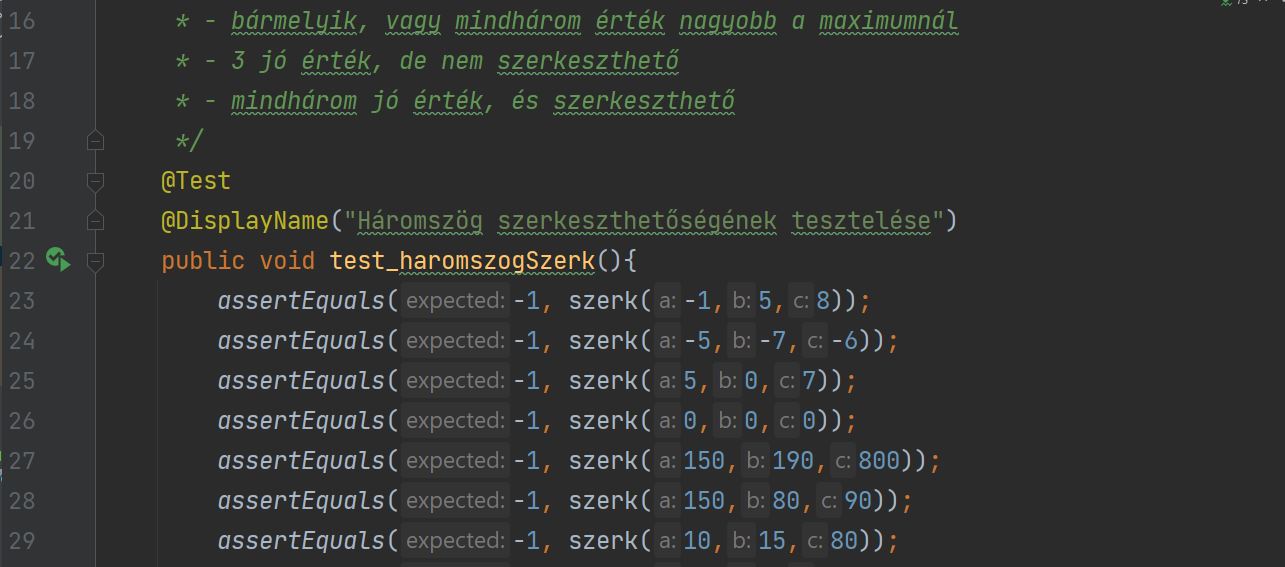 16 * - bármelyik, vagy mindhárom érték nagyobb a maximumnál
17 * - 3 jó érték, de nem szerkeszthető
18 * - mindhárom jó érték, és szerkeszthető
19 */
20 @Test
21 @DisplayName("Háromszög szerkeszthetőségének tesztelése")
22 public void test_haromszogSzerk(){
23 assertEquals( expected: -1, szerk( a: -1, b: 5, c: 8));
24 assertEquals( expected: -1, szerk( a: -5, b: -7, c: -6));
25 assertEquals( expected: -1, szerk( a: 5, b: 0, c: 7));
26 assertEquals( expected: -1, szerk( a: 0, b: 0, c: 0));
27 assertEquals( expected: -1, szerk( a: 150, b: 190, c: 800));
28 assertEquals( expected: -1, szerk( a: 150, b: 80, c: 90));
29 assertEquals( expected: -1, szerk( a: 10, b: 15, c: 80));